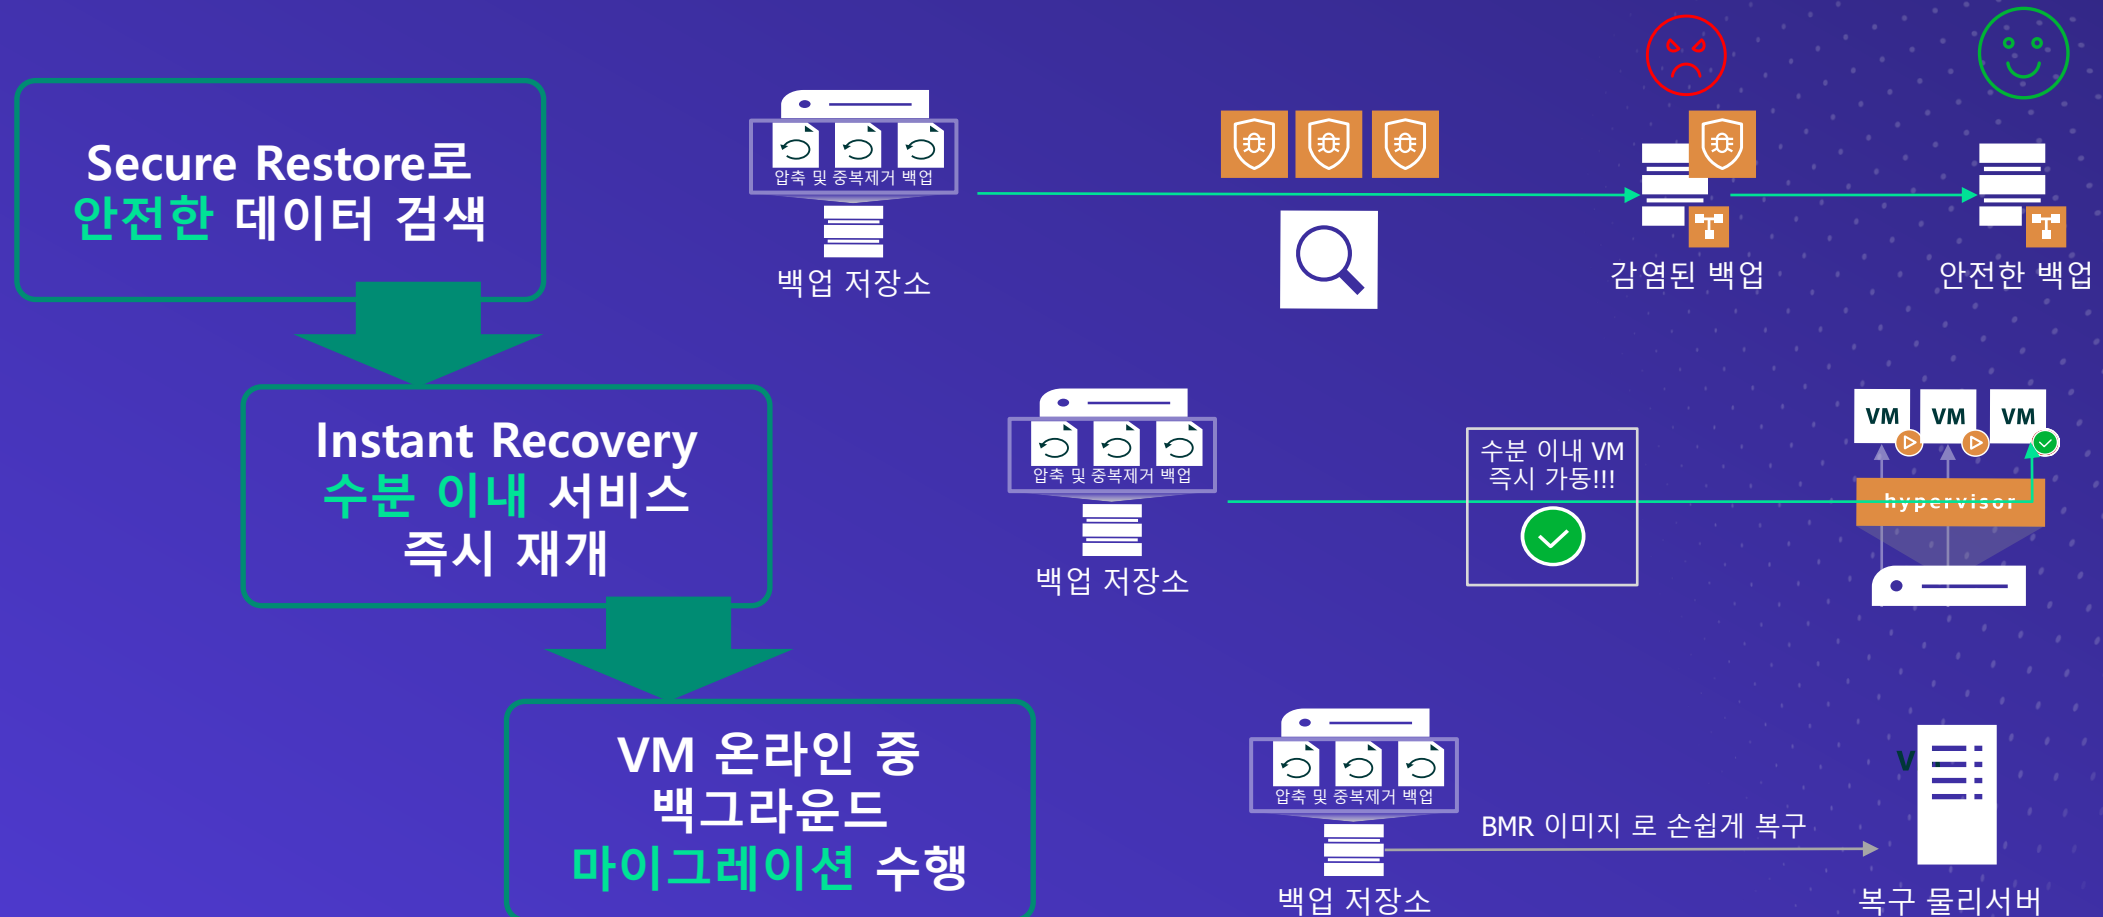 Secure Restore로
안전한 데이터 검색
압축 및 중복제거 백업
백업 저장소
감염된 백업
안전한 백업
Instant Recovery
수분 이내 서비스
즉시 재개
압축 및 중복제거 백업
백업 저장소
수분 이내 VM
즉시 가동!!!
VM
VM
VM
hypervisor
VM 온라인 중
백그라운드
마이그레이션 수행
압축 및 중복제거 백업
백업 저장소
BMR 이미지 로 손쉽게 복구
V
복구 물리서버